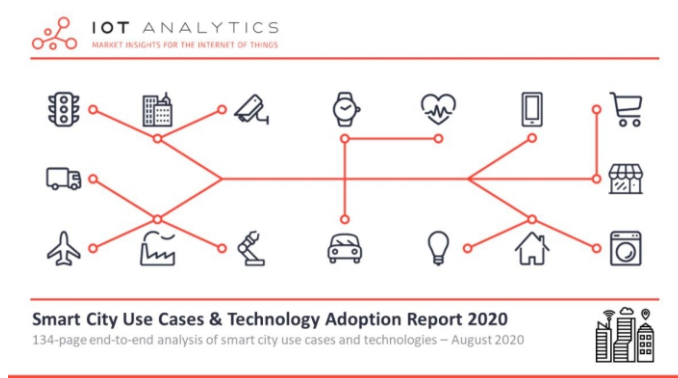 IOT ANALYTICS
MARKET INSIGHTS FOR THE INTERNET OF THINGS
Smart City Use Cases & Technology Adoption Report 2020
134-page end-to-end analysis of smart city use cases and technologies – August 2020